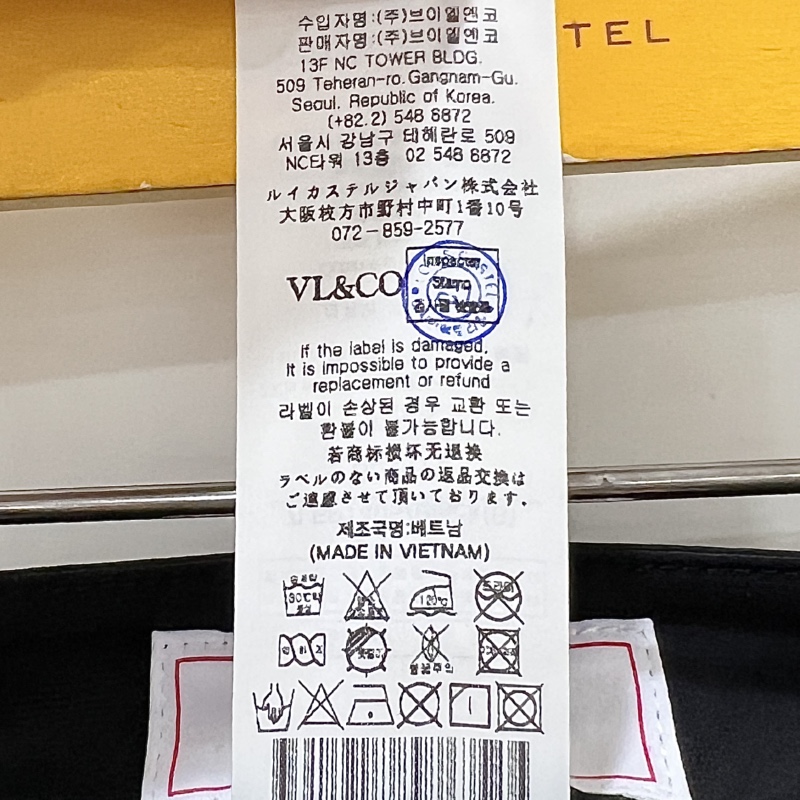 TEL
수입자명:(주)브이엘엔코
판매자명:(주)브이엘엔코
13F NC TOWER BLDG.
509 Teheran-ro.Gangnam-Gu.
Seoul. Republic of Korea.
(+82.2) 548 6872
서울시 강남구 테헤란로 509
NC타워 13층 02 548 6872
ルイカステルジャパン株式会社
大阪枚方市野村中町1番10号
072-859-2577
VL&CO
Inspector
Stamp
If the label is damaged,
It is impossible to provide a
replacement or refund
라벨이 손상된 경우 교환 또는
환불이 불가능합니다.
若商标损坏无退换
ラベルのない商品の返品交換は
ご遠慮させて頂いております。
제조국명:베트남
(MADE IN VIETNAM)
30℃
120℃
드라이